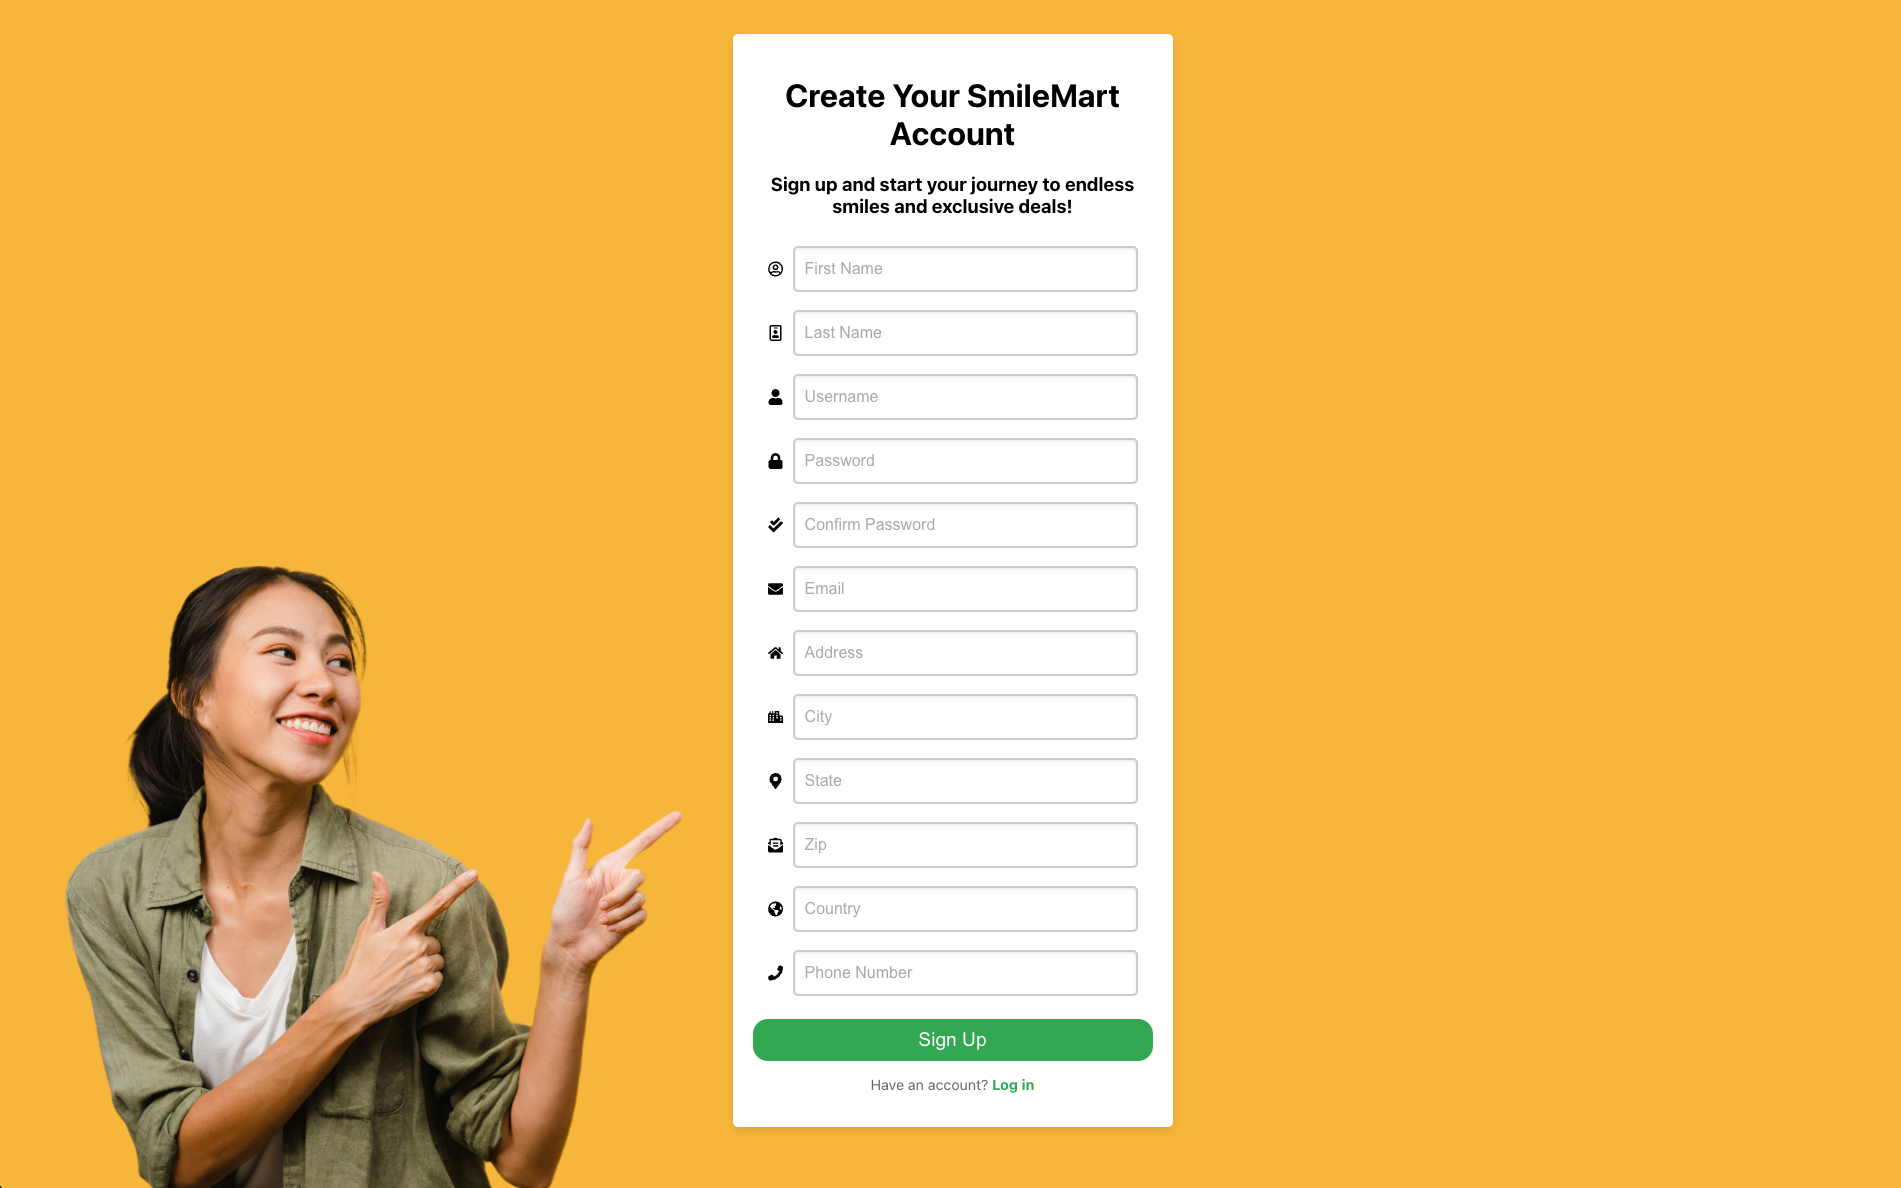 Create Your SmileMart
Account
Sign up and start your journey to endless
smiles and exclusive deals!
First Name
Last Name
Username
Password
Confirm Password
Email
Address
City
State
Zip
Country
Phone Number
Sign Up
Have an account? Log in